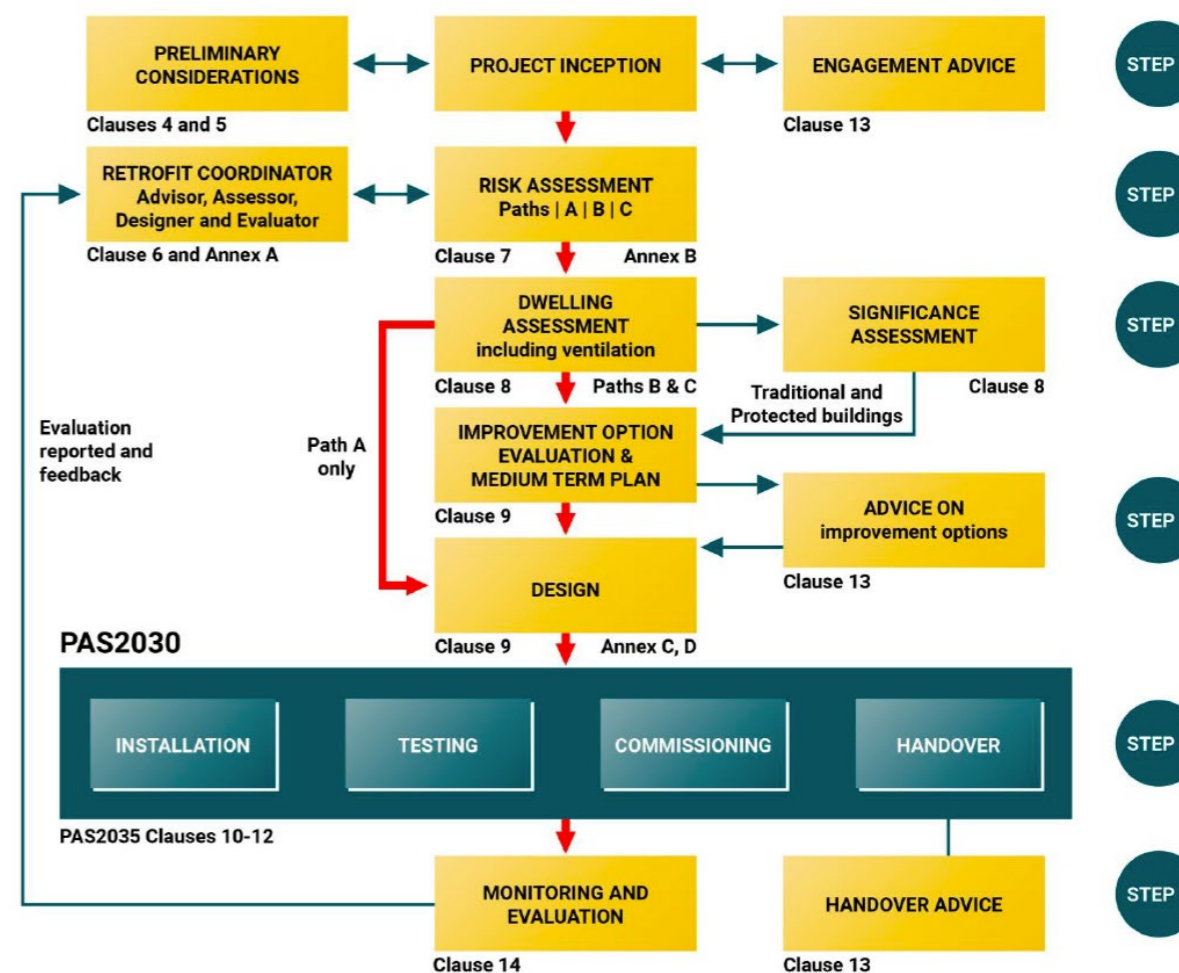 PRELIMINARY
CONSIDERATIONS
PROJECT INCEPTION
ENGAGEMENT ADVICE
STEP
Clauses 4 and 5
Clause 13
RETROFIT COORDINATOR
Advisor, Assessor,
Designer and Evaluator
RISK ASSESSMENT
Paths | A | B | C
STEP
Clause 6 and Annex A
Clause 7
Annex B
DWELLING
ASSESSMENT
including ventilation
SIGNIFICANCE
ASSESSMENT
STEP
Clause 8
Paths B & C
Clause 8
Traditional and
Protected buildings
Evaluation
reported and
feedback
Path A
only
IMPROVEMENT OPTION
EVALUATION &
MEDIUM TERM PLAN
Clause 9
ADVICE ON
improvement options
STEP
Clause 13
DESIGN
Clause 9
Annex C, D
PAS2030
INSTALLATION
TESTING
COMMISSIONING
HANDOVER
STEP
PAS2035 Clauses 10-12
MONITORING AND
EVALUATION
HANDOVER ADVICE
STEP
Clause 14
Clause 13